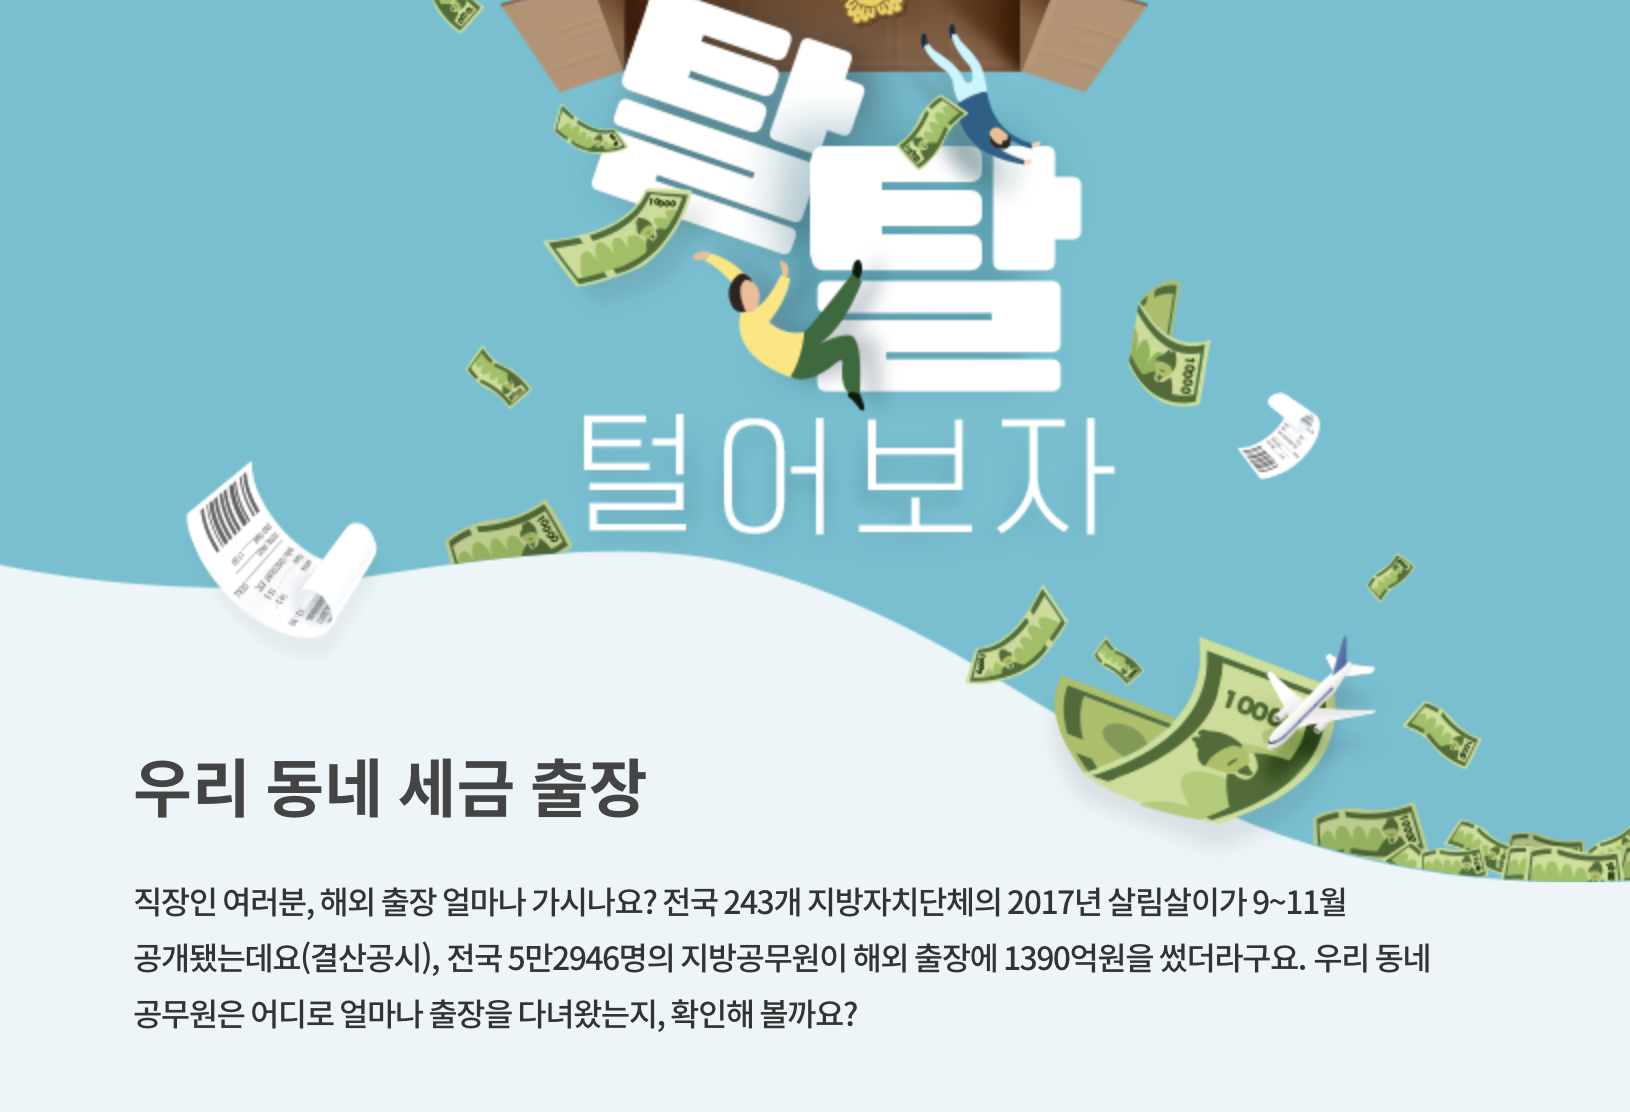 탈탈
털어보자
10000
10000
10000
1000
10000
우리 동네 세금 출장
직장인 여러분, 해외 출장 얼마나 가시나요? 전국 243개 지방자치단체의 2017년 살림살이가 9~11월
공개됐는데요(결산공시), 전국 5만2946명의 지방공무원이 해외 출장에 1390억원을 썼더라구요. 우리 동네
공무원은 어디로 얼마나 출장을 다녀왔는지, 확인해 볼까요?